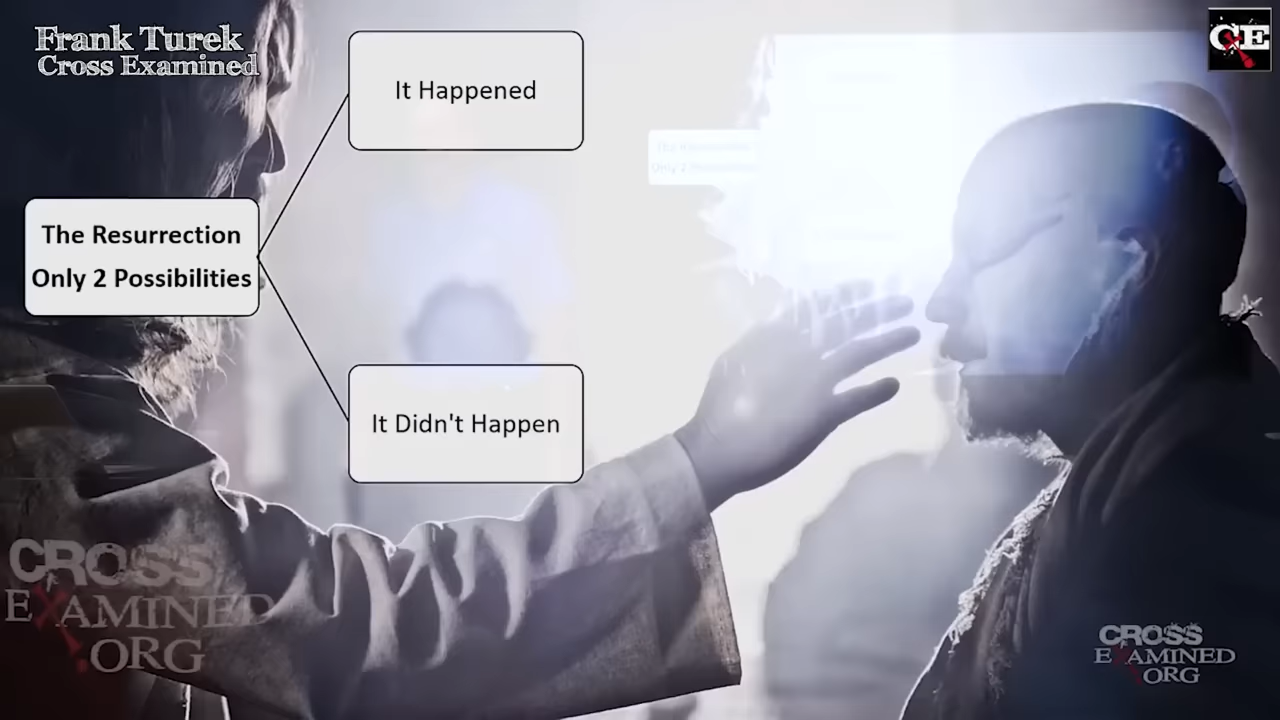 Frank Turek
Cross Examined
CE
It Happened
The Resurrection
Only 2 Possibilities
It Didn't Happen
CROSS
EXAMINED
.ORG
CROSS
EXAMINED
.ORG